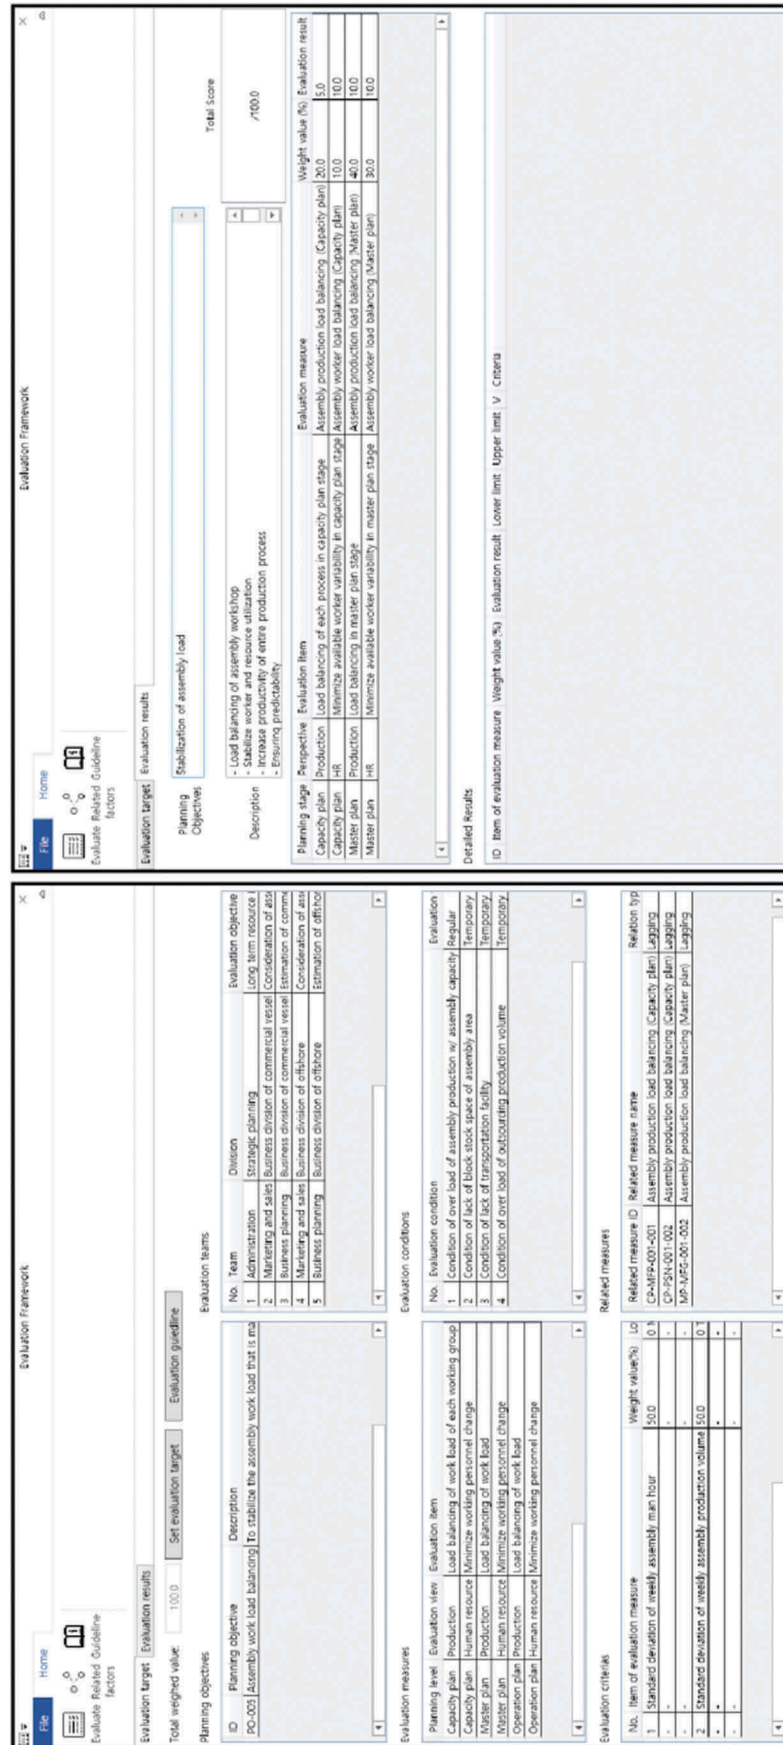 Evaluation Framework
File Home
Evaluate Related Guideline
factors
Evaluation target Evaluation results
Total weighted value: 100.0 Set evaluation target Evaluation guiedline
Planning objectives
ID Planning objective Description
PO-005 Assembly work load balancing To stabilize the assembly work load that is ma
Evaluation teams
No. Team Division Evaluation objective
1 Administration Strategic planning Long term resource
2 Marketing and sales Business division of commercial vessel Consideration of ass
3 Business planning Business division of commercial vessel Estimation of comme
4 Marketing and sales Business division of offshore Consideration of ass
5 Business planning Business division of offshore Estimation of offshor
Evaluation measures
Planning level Evaluation view Evaluation item
Capacity plan Production Load balancing of work load of each working group
Capacity plan Human resource Minimize working personnel change
Master plan Production Load balancing of work load
Master plan Human resource Minimize working personnel change
Operation plan Production Load balancing of work load
Operation plan Human resource Minimize working personnel change
Evaluation conditions
No. Evaluation condition Evaluation
1 Condition of over load of assembly production w/ assembly capacity Regular
2 Condition of lack of block stock space of assembly area Temporary
3 Condition of lack of transportation facility Temporary
4 Condition of over load of outsourcing production volume Temporary
Evaluation criterias
No. Item of evaluation measure Weight value(%) Lo
1 Standard deviation of weekly assembly man hour 50.0 0
- -
- -
2 Standard deviation of weekly assembly production volume 50.0 0
- -
- -
Related measures
Related measure ID Related measure name Relation typ
CP-MFP-001-001 Assembly production load balancing (Capacity plan) Lagging
CP-PSN-001-002 Assembly production load balancing (Capacity plan) Lagging
MP-MFG-001-002 Assembly production load balancing (Master plan) Lagging
Evaluation Framework
File Home
Evaluate Related Guideline
factors
Evaluation target Evaluation results
Planning
Objectives
Stabilization of assembly load
Total Score
Description
- Load balancing of assembly workshop
- Stabilize worker and resource utilization
- Increase productivity of entire production process
- Ensuring predictability
/100.0
Planning stage Perspective Evaluation item Evaluation measure Weight value (%) Evaluation result
Capacity plan Production Load balancing of each process in capacity plan stage Assembly production load balancing (Capacity plan) 20.0 5.0
Capacity plan HR Minimize available worker variability in capacity plan stage Assembly worker load balancing (Capacity plan) 10.0 10.0
Master plan Production Load balancing in master plan stage Assembly production load balancing (Master plan) 40.0 10.0
Master plan HR Minimize available worker variability in master plan stage Assembly worker load balancing (Master plan) 30.0 10.0
Detailed Results
ID Item of evaluation measure Weight value (%) Evaluation result Lower limit Upper limit V Criteria